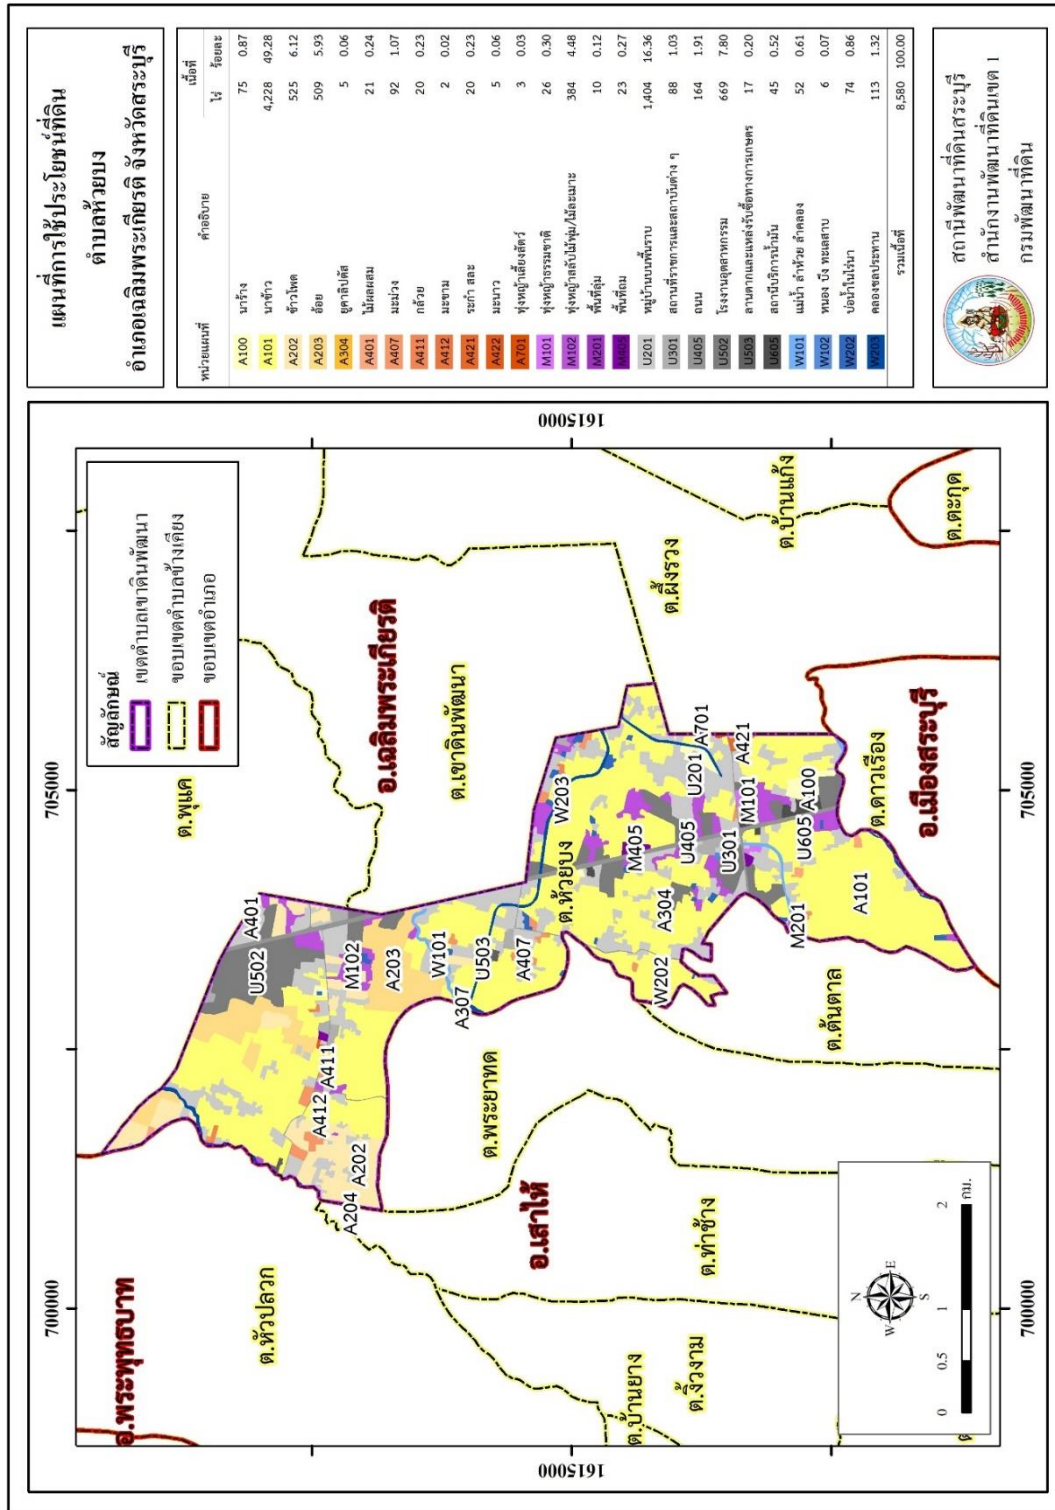 แผนที่การใช้ประโยชน์ที่ดิน
ตำบลห้วยบง
อำเภอเฉลิมพระเกียรติ จังหวัดสระบุรี
หน่วยแผนที่ คำอธิบาย เนื้อที่
ไร่ ร้อยละ
A100 นาร้าง 75 0.87
A101 นาข้าว 4,228 49.28
A202 ข้าวโพด 525 6.12
A203 อ้อย 509 5.93
A304 ยูคาลิปตัส 5 0.06
A401 ไม้ผลผสม 21 0.24
A407 มะม่วง 92 1.07
A411 กล้วย 20 0.23
A412 มะขาม 2 0.02
A421 ระกำ สละ 20 0.23
A422 มะนาว 5 0.06
A701 ทุ่งหญ้าเลี้ยงสัตว์ 3 0.03
M101 ทุ่งหญ้าธรรมชาติ 26 0.30
M102 ทุ่งหญ้าสลับไม้พุ่ม/ไม้ละเมาะ 384 4.48
M201 พื้นที่ลุ่ม 10 0.12
M405 พื้นที่ถม 23 0.27
U201 หมู่บ้านบนพื้นราบ 1,404 16.36
U301 สถานที่ราชการและสถาบันต่าง ๆ 88 1.03
U405 ถนน 164 1.91
U502 โรงงานอุตสาหกรรม 669 7.80
U503 ลานตากและแหล่งรับซื้อทางการเกษตร 17 0.20
U605 สถานีบริการน้ำมัน 45 0.52
W101 แม่น้ำ ลำห้วย ลำคลอง 52 0.61
W102 หนอง บึง ทะเลสาบ 6 0.07
W202 บ่อน้ำในไร่นา 74 0.86
W203 คลองชลประทาน 113 1.32
รวมเนื้อที่ 8,580 100.00
สถานีพัฒนาที่ดินสระบุรี
สำนักงานพัฒนาที่ดินเขต 1
กรมพัฒนาที่ดิน
สัญลักษณ์
เขตตำบลเขาดินพัฒนา
ขอบเขตตำบลข้างเคียง
ขอบเขตอำเภอ
700000
705000
1615000
1615000
700000
705000
อ.พระพุทธบาท
ต.หัวปลวก
ต.พุแค
อ.เฉลิมพระเกียรติ
ต.เขาดินพัฒนา
ต.ห้วยบง
ต.พระยาทด
อ.เสาไห้
ต.ท่าช้าง
ต.บ้านยาง
ต.งิ้วงาม
ต.ต้นตาล
ต.ผึ้งรวง
ต.บ้านแก้ง
ต.ตะกุด
ต.ดาวเรือง
อ.เมืองสระบุรี
A401
U502
M102
A203
A411
A412
A202
A204
W101
A307
U503
A407
W203
M405
U405
U201
A701
A421
A304
W202
U301
M101
A100
U605
M201
A101
N
W E
S
0 0.5 1 2
กม.